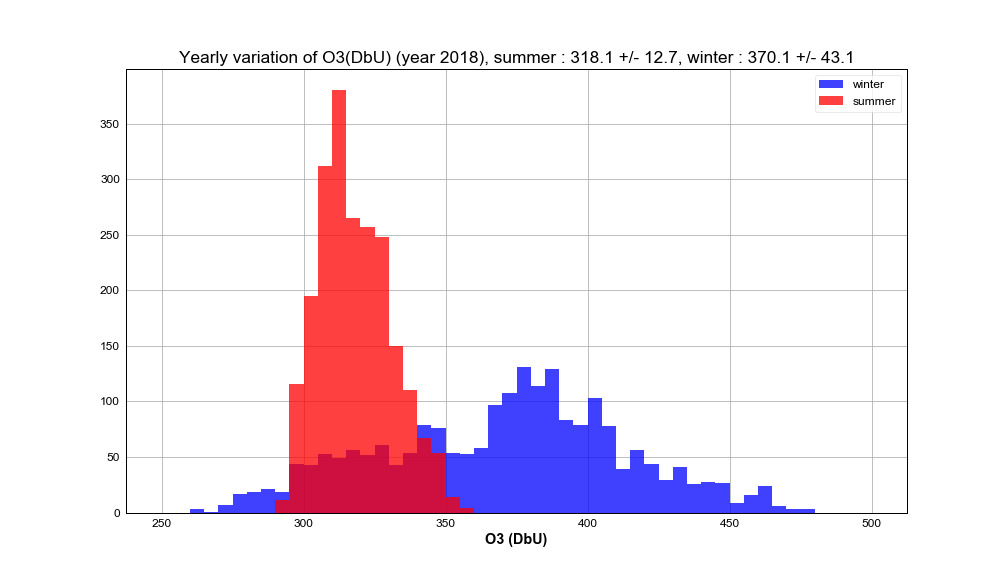 Yearly variation of O3(DbU) (year 2018), summer : 318.1 +/- 12.7, winter : 370.1 +/- 43.1
winter
summer
350
300
250
200
150
100
50
0
250 300 350 400 450 500
O3 (DbU)